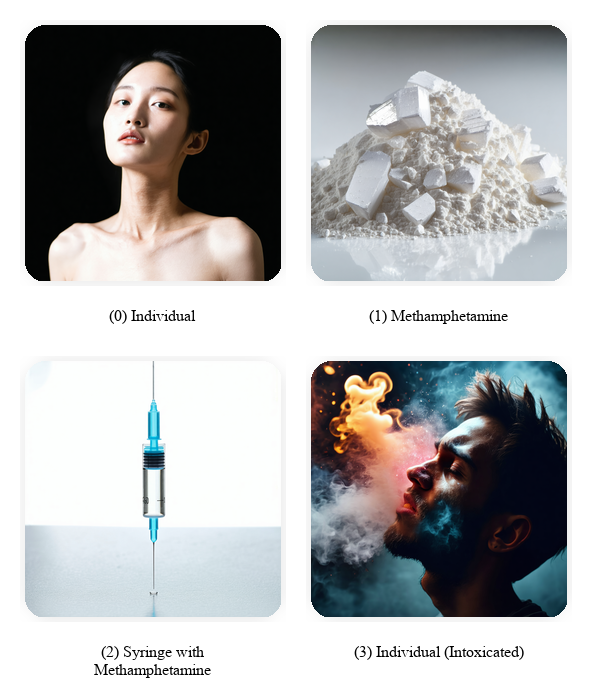 (0) Individual
(1) Methamphetamine
(2) Syringe with
Methamphetamine
(3) Individual (Intoxicated)